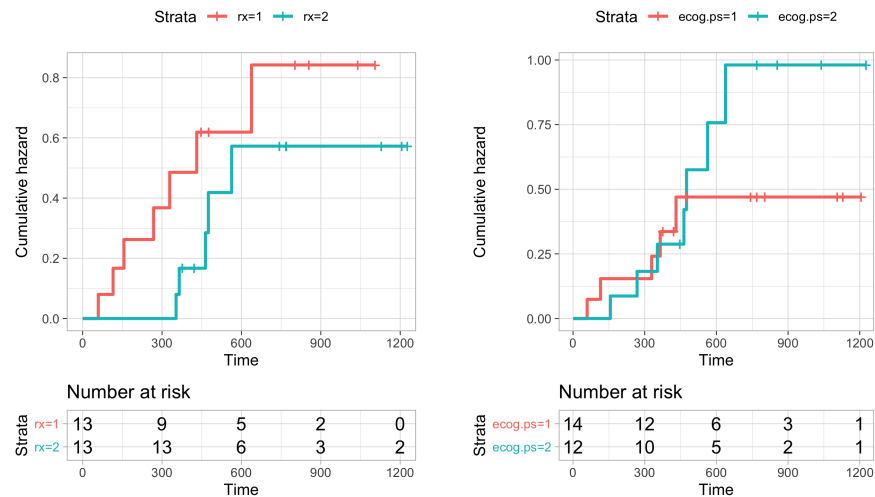 Strata rx=1 rx=2
0.8
0.6
0.4
0.2
0.0
Cumulative hazard
0 300 600 900 1200
Time
Number at risk
Strata
rx=1 13 9 5 2 0
rx=2 13 13 6 3 2
0 300 600 900 1200
Time
Strata ecog.ps=1 ecog.ps=2
1.00
0.75
0.50
0.25
0.00
Cumulative hazard
0 300 600 900 1200
Time
Number at risk
Strata
ecog.ps=1 14 12 6 3 1
ecog.ps=2 12 10 5 2 1
0 300 600 900 1200
Time